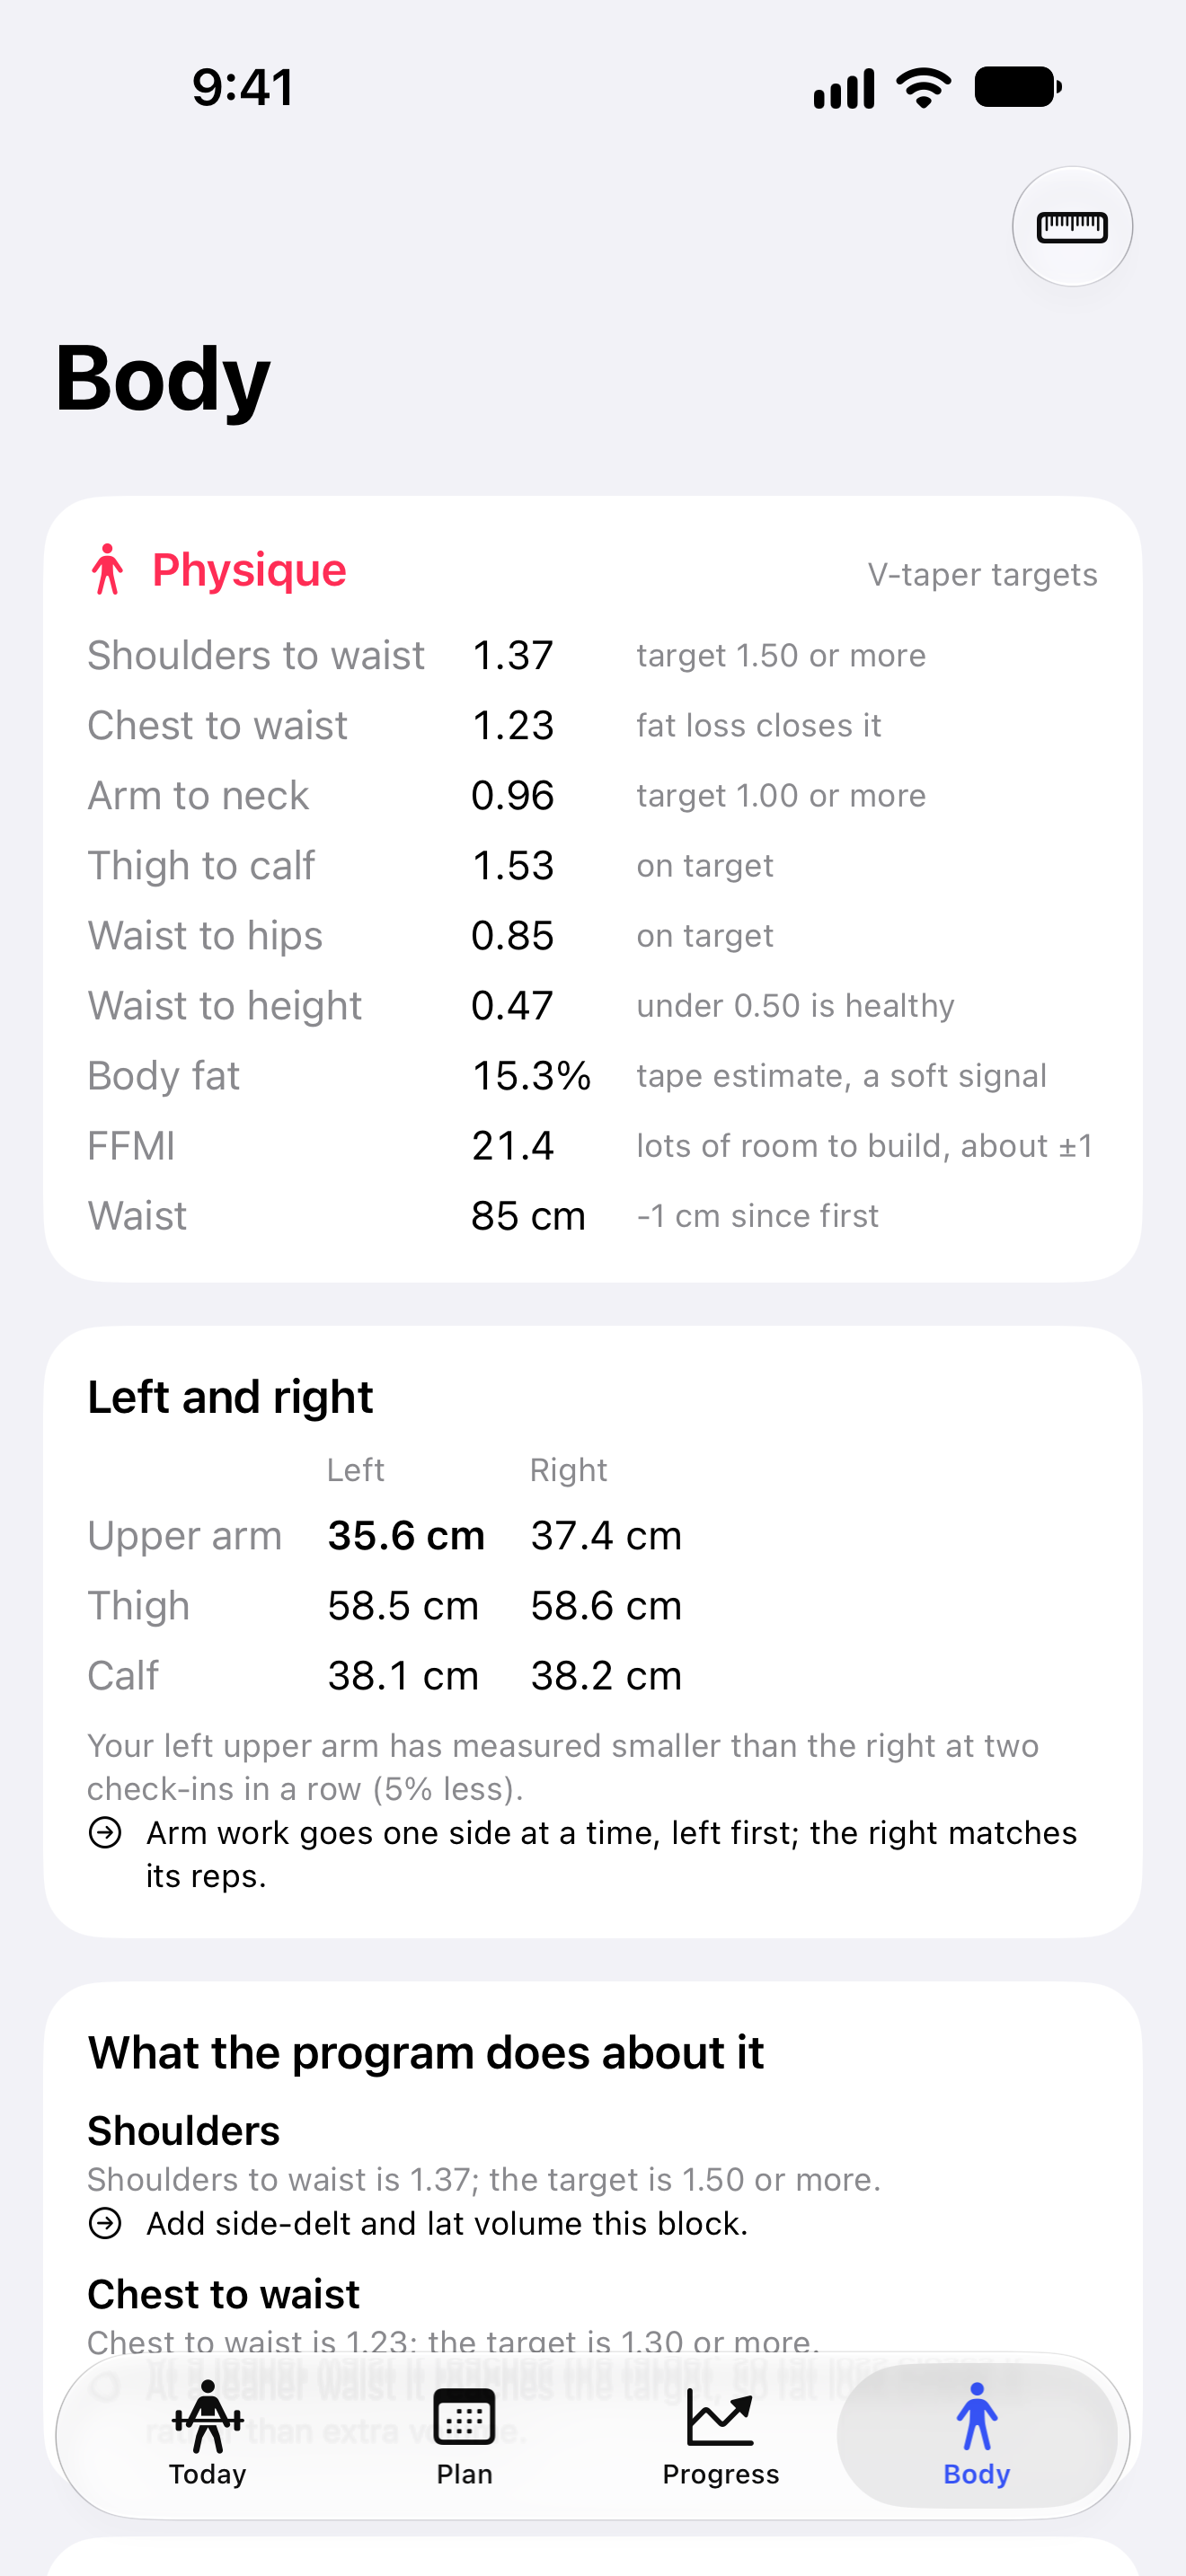 9:41
Body
Physique
V-taper targets
Shoulders to waist 1.37 target 1.50 or more
Chest to waist 1.23 fat loss closes it
Arm to neck 0.96 target 1.00 or more
Thigh to calf 1.53 on target
Waist to hips 0.85 on target
Waist to height 0.47 under 0.50 is healthy
Body fat 15.3% tape estimate, a soft signal
FFMI 21.4 lots of room to build, about ±1
Waist 85 cm -1 cm since first
Left and right
Left Right
Upper arm 35.6 cm 37.4 cm
Thigh 58.5 cm 58.6 cm
Calf 38.1 cm 38.2 cm
Your left upper arm has measured smaller than the right at two
check-ins in a row (5% less).
Arm work goes one side at a time, left first; the right matches
its reps.
What the program does about it
Shoulders
Shoulders to waist is 1.37; the target is 1.50 or more.
Add side-delt and lat volume this block.
Chest to waist
Chest to waist is 1.23; the target is 1.30 or more.
Today Plan Progress Body